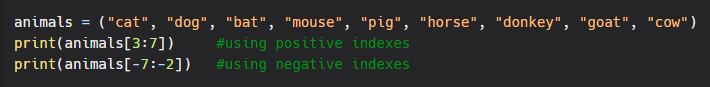 animals = ("cat", "dog", "bat", "mouse", "pig", "horse", "donkey", "goat", "cow")
print(animals[3:7])     #using positive indexes
print(animals[-7:-2])   #using negative indexes